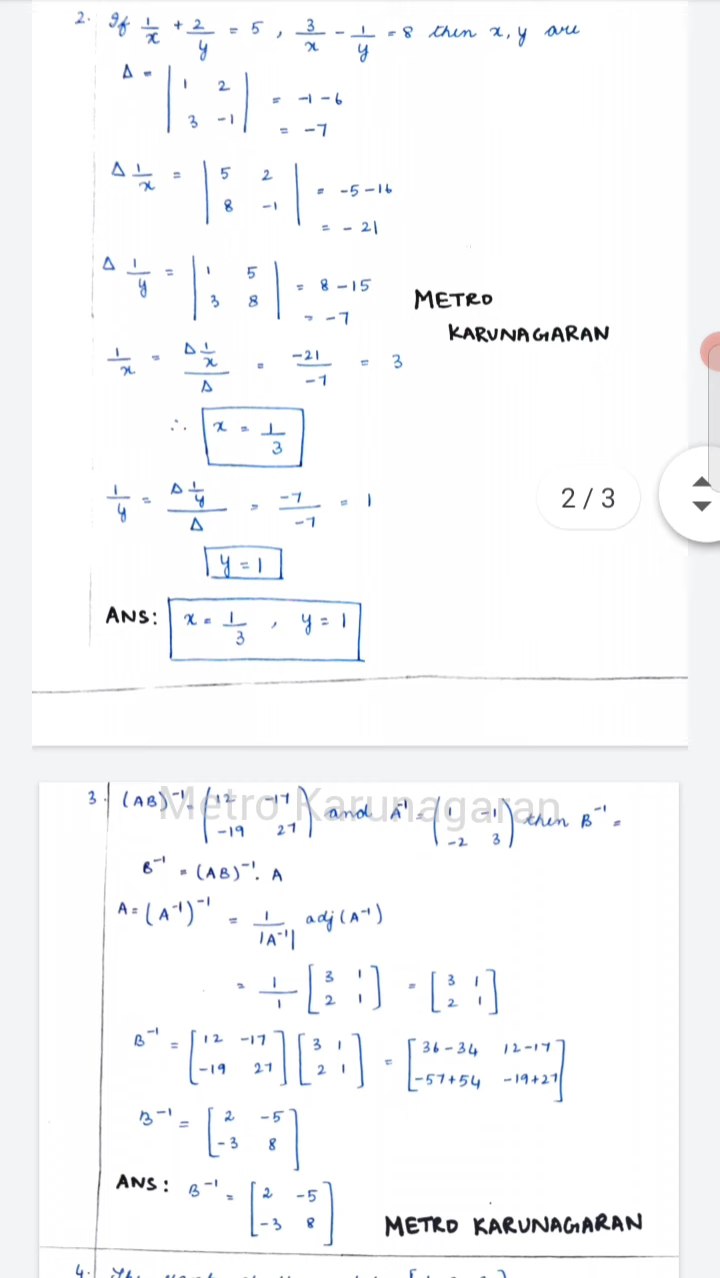 2. If 1/x + 2/y = 5, 3/x - 1/y = 8 then x, y are
Δ = | 1 2 | = -1-6
| 3 -1 | = -7
Δ 1/x = | 5 2 | = -5-16
| 8 -1 | = -21
Δ 1/y = | 1 5 | = 8-15
| 3 8 | = -7
METRO
KARUNAGARAN
1/x = Δ1/x / Δ = -21/-7 = 3
∴ x = 1/3
1/y = Δ1/y / Δ = -7/-7 = 1
2/3
y = 1
ANS: x = 1/3, y = 1
Metro Karunagaran
3. (AB)⁻¹ = ( 12 -17 ) and A⁻¹ = ( 1 -1 ) then B⁻¹ =
( -19 27 ) ( -2 3 )
B⁻¹ = (AB)⁻¹. A
A = (A⁻¹)⁻¹ = 1/|A⁻¹| adj (A⁻¹)
= 1/1 [ 3 1 ] = [ 3 1 ]
[ 2 1 ] [ 2 1 ]
B⁻¹ = [ 12 -17 ] [ 3 1 ] = [ 36-34 12-17 ]
[ -19 27 ] [ 2 1 ] [ -57+54 -19+27 ]
B⁻¹ = [ 2 -5 ]
[ -3 8 ]
ANS: B⁻¹ = [ 2 -5 ]
[ -3 8 ]
METRO KARUNAGARAN
4.